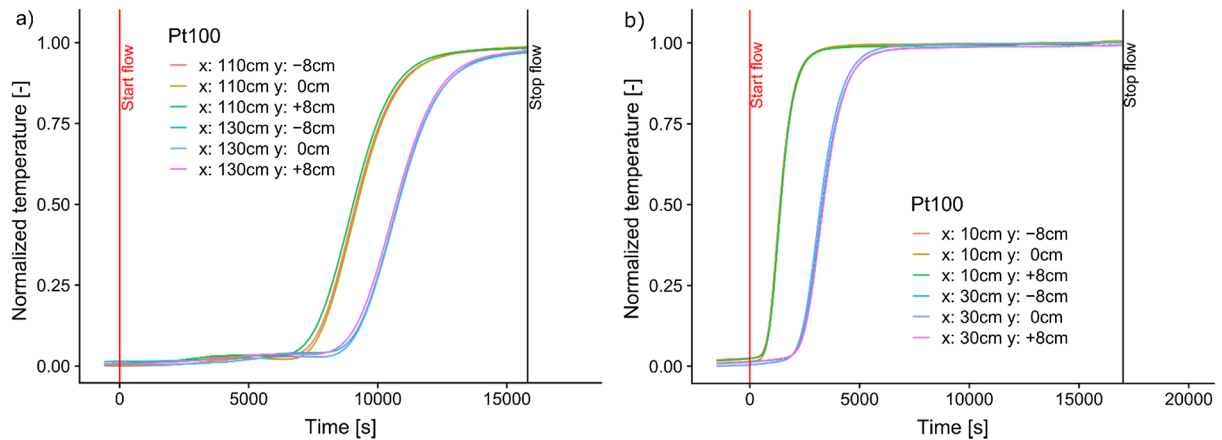 a)
Normalized temperature [-]
1.00
0.75
0.50
0.25
0.00
Start flow
Pt100
x: 110cm y: −8cm
x: 110cm y: 0cm
x: 110cm y: +8cm
x: 130cm y: −8cm
x: 130cm y: 0cm
x: 130cm y: +8cm
Stop flow
0 5000 10000 15000
Time [s]
b)
Normalized temperature [-]
1.00
0.75
0.50
0.25
0.00
Start flow
Stop flow
Pt100
x: 10cm y: −8cm
x: 10cm y: 0cm
x: 10cm y: +8cm
x: 30cm y: −8cm
x: 30cm y: 0cm
x: 30cm y: +8cm
0 5000 10000 15000 20000
Time [s]